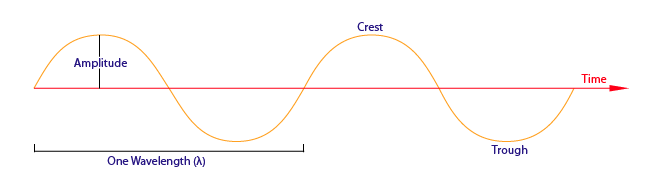 Crest
Amplitude
Time
Trough
One Wavelength (λ)